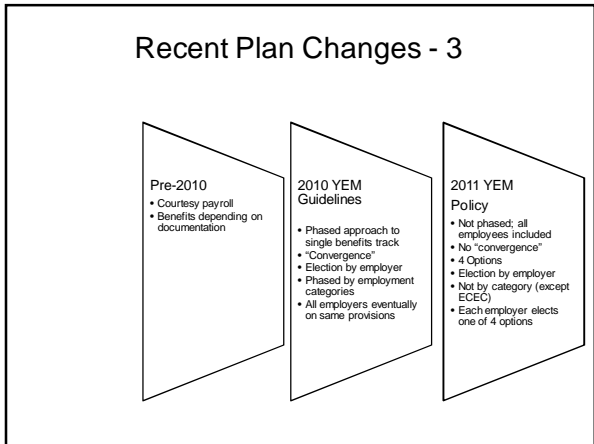 Recent Plan Changes - 3
Pre-2010
• Courtesy payroll
• Benefits depending on
documentation
2010 YEM
Guidelines
• Phased approach to
single benefits track
• "Convergence"
• Election by employer
• Phased by employment
categories
• All employers eventually
on same provisions
2011 YEM
Policy
• Not phased; all
employees included
• No "convergence"
• 4 Options
• Election by employer
• Not by category (except
ECEC)
• Each employer elects
one of 4 options